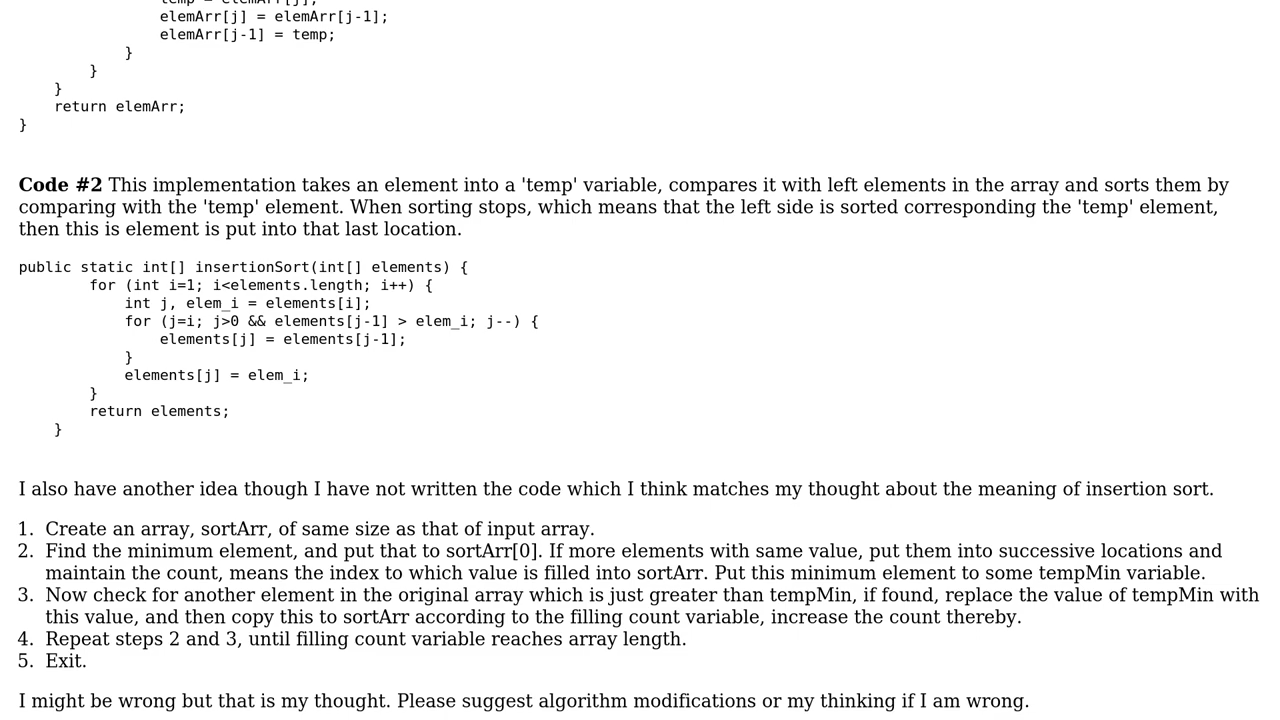 temp = elemArr[j];
elemArr[j] = elemArr[j-1];
elemArr[j-1] = temp;
}
}
}
return elemArr;
}
Code #2 This implementation takes an element into a 'temp' variable, compares it with left elements in the array and sorts them by
comparing with the 'temp' element. When sorting stops, which means that the left side is sorted corresponding the 'temp' element,
then this is element is put into that last location.
public static int[] insertionSort(int[] elements) {
for (int i=1; i<elements.length; i++) {
int j, elem_i = elements[i];
for (j=i; j>0 && elements[j-1] > elem_i; j--) {
elements[j] = elements[j-1];
}
elements[j] = elem_i;
}
return elements;
}
I also have another idea though I have not written the code which I think matches my thought about the meaning of insertion sort.
1. Create an array, sortArr, of same size as that of input array.
2. Find the minimum element, and put that to sortArr[0]. If more elements with same value, put them into successive locations and
maintain the count, means the index to which value is filled into sortArr. Put this minimum element to some tempMin variable.
3. Now check for another element in the original array which is just greater than tempMin, if found, replace the value of tempMin with
this value, and then copy this to sortArr according to the filling count variable, increase the count thereby.
4. Repeat steps 2 and 3, until filling count variable reaches array length.
5. Exit.
I might be wrong but that is my thought. Please suggest algorithm modifications or my thinking if I am wrong.